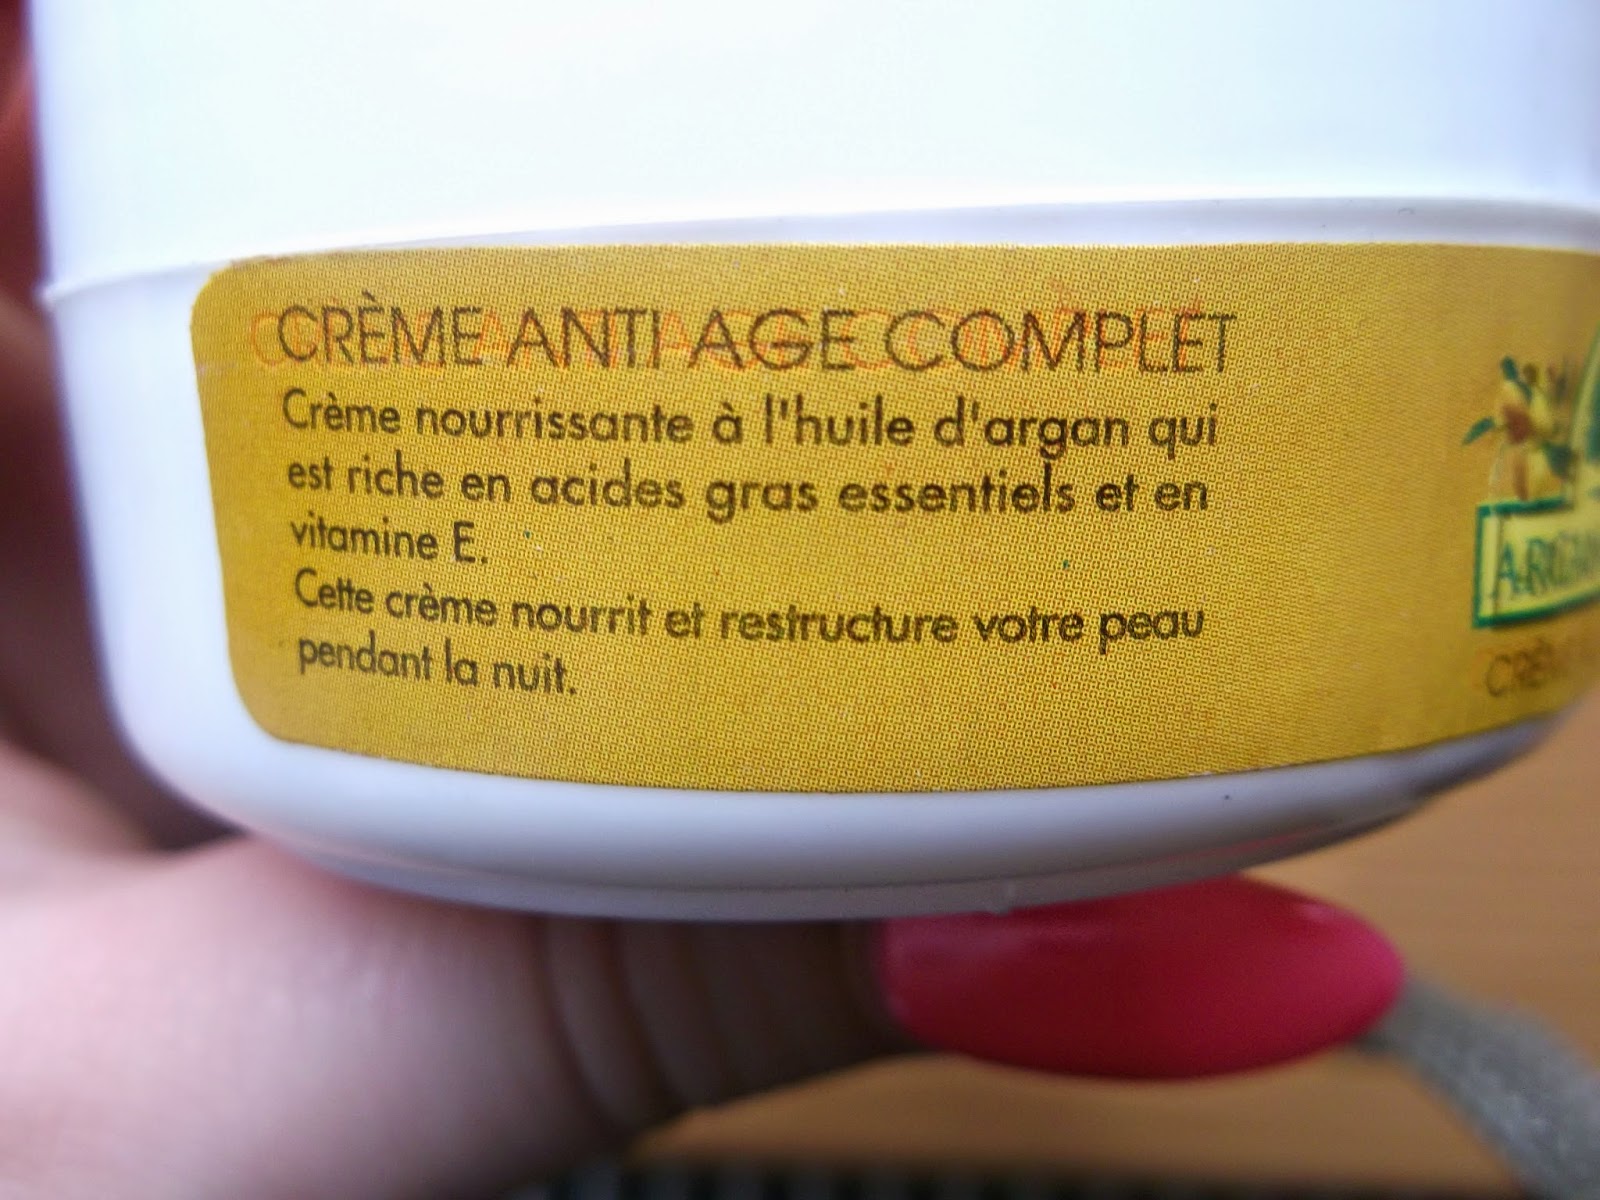 CRÈME ANTI AGE COMPLET
Crème nourrissante à l'huile d'argan qui
est riche en acides gras essentiels et en
vitamine E.
Cette crème nourrit et restructure votre peau
pendant la nuit.